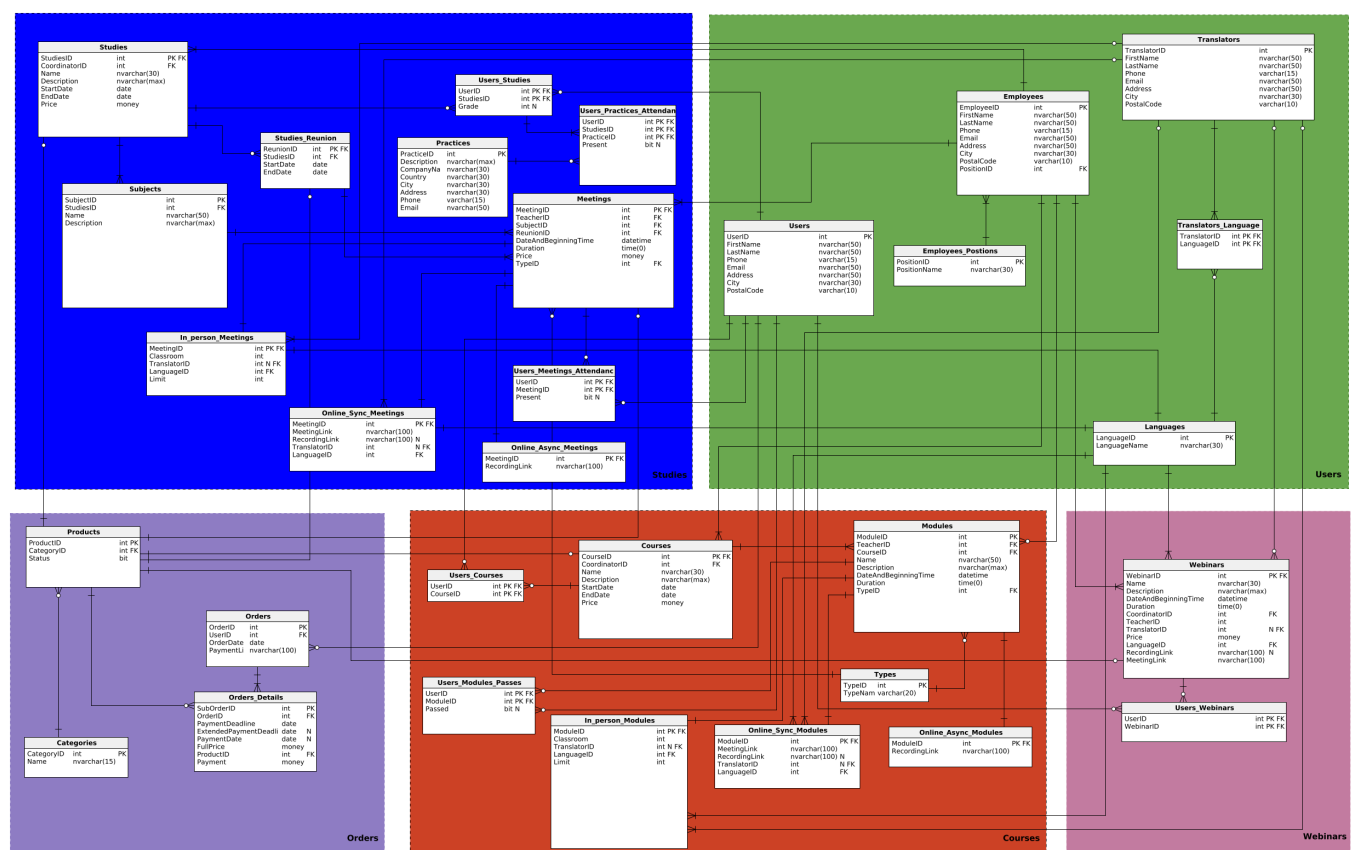 Studies
StudiesID int PK FK
CoordinatorID int FK
Name nvarchar(30)
Description nvarchar(max)
StartDate date
EndDate date
Price money
Users_Studies
UserID int PK FK
StudiesID int PK FK
Grade int N
Users_Practices_Attendan
UserID int PK FK
StudiesID int PK FK
PracticeID int PK FK
Present bit N
Studies_Reunion
ReunionID int PK FK
StudiesID int FK
StartDate date
EndDate date
Practices
PracticeID int PK
Description nvarchar(max)
CompanyNa nvarchar(30)
Country nvarchar(30)
City nvarchar(30)
Address nvarchar(30)
Phone varchar(15)
Email nvarchar(50)
Subjects
SubjectID int PK
StudiesID int FK
Name nvarchar(50)
Description nvarchar(max)
Meetings
MeetingID int PK FK
TeacherID int FK
SubjectID int FK
ReunionID int FK
DateAndBeginningTime datetime
Duration time(0)
Price money
TypeID int FK
In_person_Meetings
MeetingID int PK FK
Classroom int
TranslatorID int N FK
LanguageID int FK
Limit int
Users_Meetings_Attendanc
UserID int PK FK
MeetingID int PK FK
Present bit N
Online_Sync_Meetings
MeetingID int PK FK
MeetingLink nvarchar(100)
RecordingLink nvarchar(100) N
TranslatorID int N FK
LanguageID int FK
Online_Async_Meetings
MeetingID int PK FK
RecordingLink nvarchar(100)
Studies
Translators
TranslatorID int PK
FirstName nvarchar(50)
LastName nvarchar(50)
Phone varchar(15)
Email nvarchar(50)
Address nvarchar(50)
City nvarchar(30)
PostalCode varchar(10)
Employees
EmployeeID int PK
FirstName nvarchar(50)
LastName nvarchar(50)
Phone varchar(15)
Email nvarchar(50)
Address nvarchar(50)
City nvarchar(30)
PostalCode varchar(10)
PositionID int FK
Users
UserID int PK
FirstName nvarchar(50)
LastName nvarchar(50)
Phone varchar(15)
Email nvarchar(50)
Address nvarchar(50)
City nvarchar(30)
PostalCode varchar(10)
Employees_Postions
PositionID int PK
PositionName nvarchar(30)
Translators_Language
TranslatorID int PK FK
LanguageID int PK FK
Languages
LanguageID int PK
LanguageName nvarchar(30)
Users
Products
ProductID int PK
CategoryID int FK
Status bit
Orders
OrderID int PK
UserID int FK
OrderDate date
PaymentLi nvarchar(100)
Orders_Details
SubOrderID int PK
OrderID int FK
PaymentDeadline date
ExtendedPaymentDeadli date N
PaymentDate date N
FullPrice money
ProductID int FK
Payment money
Categories
CategoryID int PK
Name nvarchar(15)
Orders
Courses
CourseID int PK FK
CoordinatorID int FK
Name nvarchar(30)
Description nvarchar(max)
StartDate date
EndDate date
Price money
Users_Courses
UserID int PK FK
CourseID int PK FK
Modules
ModuleID int PK
TeacherID int FK
CourseID int FK
Name nvarchar(50)
Description nvarchar(max)
DateAndBeginningTime datetime
Duration time(0)
TypeID int FK
Types
TypeID int PK
TypeNam varchar(20)
Users_Modules_Passes
UserID int PK FK
ModuleID int PK FK
Passed bit N
In_person_Modules
ModuleID int PK FK
Classroom int
TranslatorID int N FK
LanguageID int FK
Limit int
Online_Sync_Modules
ModuleID int PK FK
MeetingLink nvarchar(100)
RecordingLink nvarchar(100) N
TranslatorID int N FK
LanguageID int FK
Online_Async_Modules
ModuleID int PK FK
RecordingLink nvarchar(100)
Courses
Webinars
WebinarID int PK FK
Name nvarchar(30)
Description nvarchar(max)
DateAndBeginningTime datetime
Duration time(0)
CoordinatorID int FK
TeacherID int
TranslatorID int N FK
Price money
LanguageID int FK
RecordingLink nvarchar(100) N
MeetingLink nvarchar(100)
Users_Webinars
UserID int PK FK
WebinarID int PK FK
Webinars